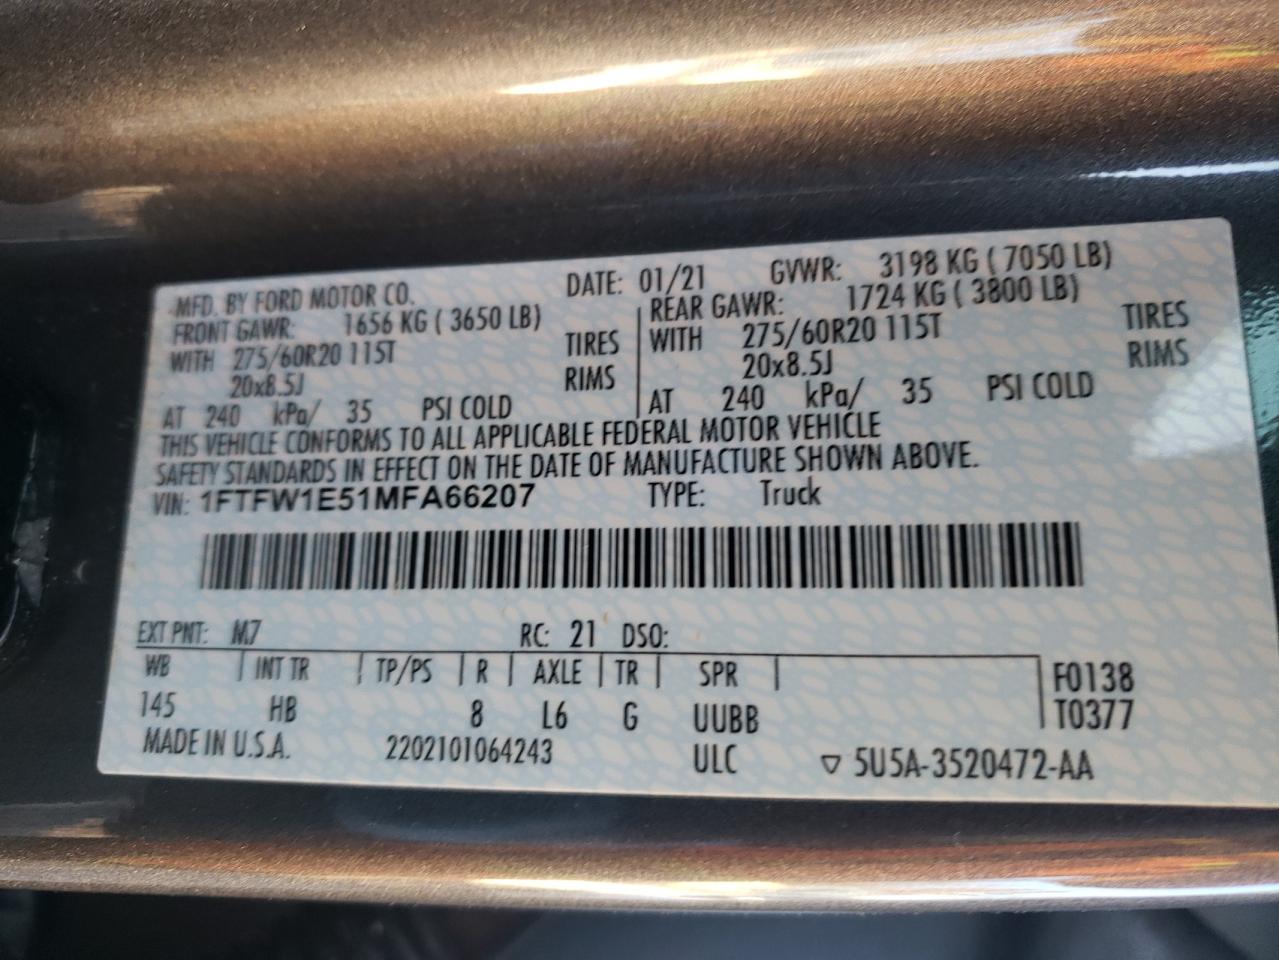 MFD. BY FORD MOTOR CO. DATE: 01/21 GVWR: 3198 KG ( 7050 LB)
FRONT GAWR: 1656 KG ( 3650 LB) REAR GAWR: 1724 KG ( 3800 LB)
WITH 275/60R20 115T TIRES WITH 275/60R20 115T TIRES
20x8.5J RIMS 20x8.5J RIMS
AT 240 kPa/ 35 PSI COLD AT 240 kPa/ 35 PSI COLD
THIS VEHICLE CONFORMS TO ALL APPLICABLE FEDERAL MOTOR VEHICLE
SAFETY STANDARDS IN EFFECT ON THE DATE OF MANUFACTURE SHOWN ABOVE.
VIN: 1FTFW1E51MFA66207 TYPE: Truck
EXT PNT: M7 RC: 21 DSO:
WB INT TR TP/PS R AXLE TR SPR F0138
145 HB 8 L6 G UUBB T0377
MADE IN U.S.A. 2202101064243 ULC ▽ 5U5A-3520472-AA